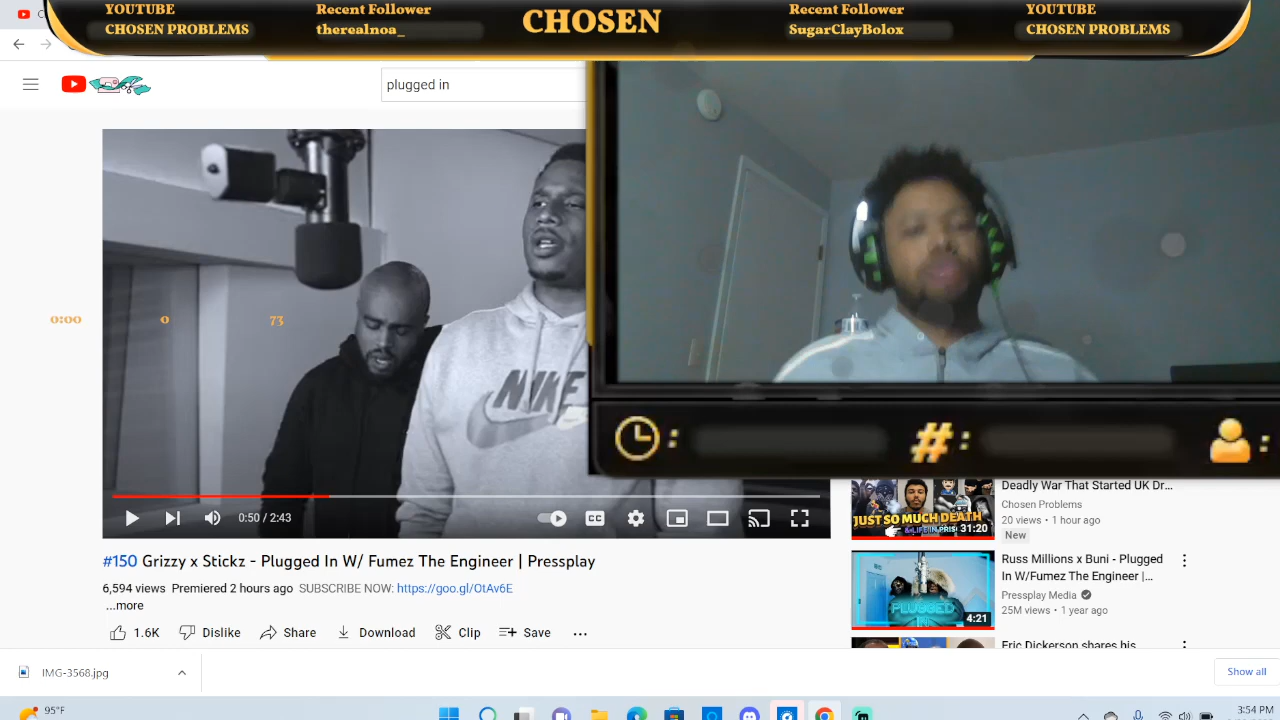 YOUTUBE
CHOSEN PROBLEMS
Recent Follower
therealnoa_
CHOSEN
Recent Follower
SugarClayBolox
YOUTUBE
CHOSEN PROBLEMS
plugged in
0:00
0
73
NIKE
:
# :
:
0:50 / 2:43
CC
#150 Grizzy x Stickz - Plugged In W/ Fumez The Engineer | Pressplay
6,594 views Premiered 2 hours ago SUBSCRIBE NOW: https://goo.gl/OtAv6E
...more
1.6K
Dislike
Share
Download
Clip
Save
JUST SO MUCH DEATH
& LIFE IN PRISON
31:20
Deadly War That Started UK Dr...
Chosen Problems
20 views • 1 hour ago
New
PLUGGED
4:21
Russ Millions x Buni - Plugged
In W/Fumez The Engineer |...
Pressplay Media
25M views • 1 year ago
Eric Dickerson shares his
IMG-3568.jpg
Show all
95°F
3:54 PM